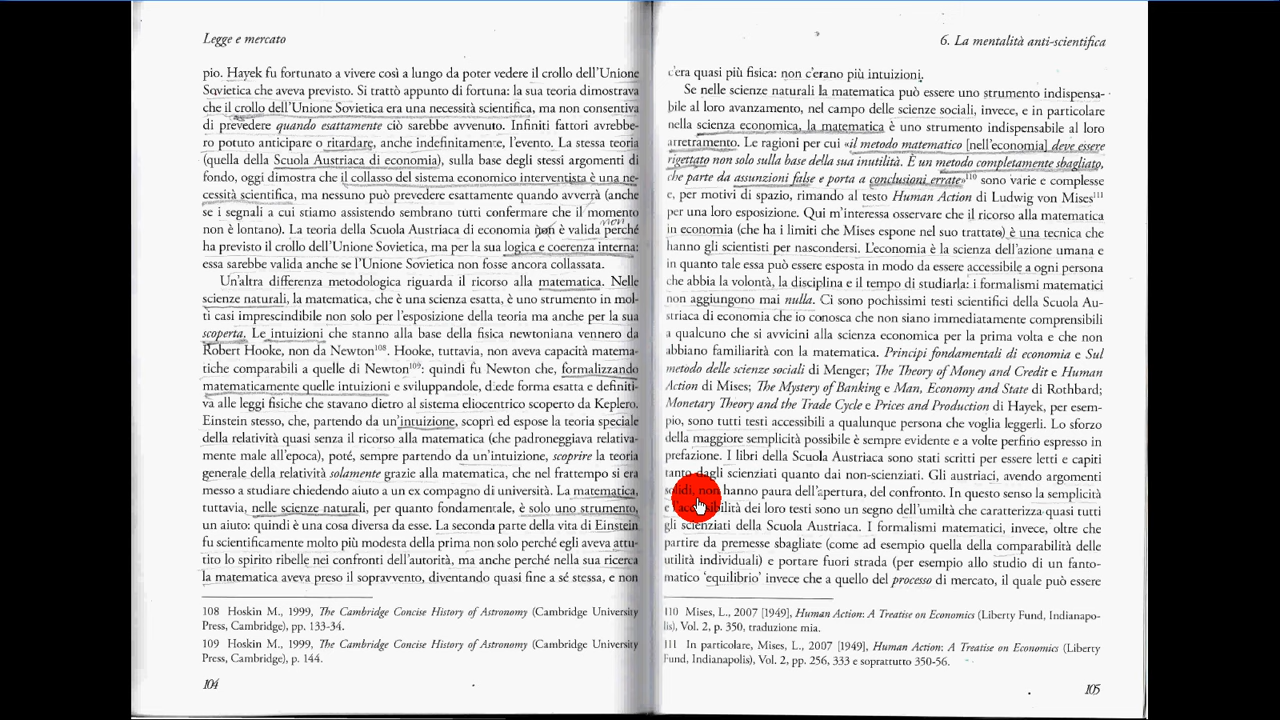 Legge e mercato
pio. Hayek fu fortunato a vivere così a lungo da poter vedere il crollo dell'Unione
Sovietica che aveva previsto. Si trattò appunto di fortuna: la sua teoria dimostrava
che il crollo dell'Unione Sovietica era una necessità scientifica, ma non consentiva
di prevedere quando esattamente ciò sarebbe avvenuto. Infiniti fattori avrebbe-
ro potuto anticipare o ritardare, anche indefinitamente, l'evento. La stessa teoria
(quella della Scuola Austriaca di economia), sulla base degli stessi argomenti di
fondo, oggi dimostra che il collasso del sistema economico interventista è una ne-
cessità scientifica, ma nessuno può prevedere esattamente quando avverrà (anche
se i segnali a cui stiamo assistendo sembrano tutti confermare che il momento
non è lontano). La teoria della Scuola Austriaca di economia non è valida perché
non
ha previsto il crollo dell'Unione Sovietica, ma per la sua logica e coerenza interna:
essa sarebbe valida anche se l'Unione Sovietica non fosse ancora collassata.
Un'altra differenza metodologica riguarda il ricorso alla matematica. Nelle
scienze naturali, la matematica, che è una scienza esatta, è uno strumento in mol-
ti casi imprescindibile non solo per l'esposizione della teoria ma anche per la sua
scoperta. Le intuizioni che stanno alla base della fisica newtoniana vennero da
Robert Hooke, non da Newton108. Hooke, tuttavia, non aveva capacità matema-
tiche comparabili a quelle di Newton109: quindi fu Newton che, formalizzando
matematicamente quelle intuizioni e sviluppandole, diede forma esatta e definiti-
va alle leggi fisiche che stavano dietro al sistema eliocentrico scoperto da Keplero.
Einstein stesso, che, partendo da un'intuizione, scoprì ed espose la teoria speciale
della relatività quasi senza il ricorso alla matematica (che padroneggiava relativa-
mente male all'epoca), poté, sempre partendo da un'intuizione, scoprire la teoria
generale della relatività solamente grazie alla matematica, che nel frattempo si era
messo a studiare chiedendo aiuto a un ex compagno di università. La matematica,
tuttavia, nelle scienze naturali, per quanto fondamentale, è solo uno strumento,
un aiuto: quindi è una cosa diversa da esse. La seconda parte della vita di Einstein
fu scientificamente molto più modesta della prima non solo perché egli aveva attu-
tito lo spirito ribelle nei confronti dell'autorità, ma anche perché nella sua ricerca
la matematica aveva preso il sopravvento, diventando quasi fine a sé stessa, e non
108 Hoskin M., 1999, The Cambridge Concise History of Astronomy (Cambridge University
Press, Cambridge), pp. 133-34.
109 Hoskin M., 1999, The Cambridge Concise History of Astronomy (Cambridge University
Press, Cambridge), p. 144.
104
6. La mentalità anti-scientifica
c'era quasi più fisica: non c'erano più intuizioni.
Se nelle scienze naturali la matematica può essere uno strumento indispensa-
bile al loro avanzamento, nel campo delle scienze sociali, invece, e in particolare
nella scienza economica, la matematica è uno strumento indispensabile al loro
arretramento. Le ragioni per cui «il metodo matematico [nell'economia] deve essere
rigettato non solo sulla base della sua inutilità. È un metodo completamente sbagliato,
che parte da assunzioni false e porta a conclusioni errate»110 sono varie e complesse
e, per motivi di spazio, rimando al testo Human Action di Ludwig von Mises111
per una loro esposizione. Qui m'interessa osservare che il ricorso alla matematica
in economia (che ha i limiti che Mises espone nel suo trattato) è una tecnica che
hanno gli scientisti per nascondersi. L'economia è la scienza dell'azione umana e
in quanto tale essa può essere esposta in modo da essere accessibile a ogni persona
che abbia la volontà, la disciplina e il tempo di studiarla: i formalismi matematici
non aggiungono mai nulla. Ci sono pochissimi testi scientifici della Scuola Au-
striaca di economia che io conosca che non siano immediatamente comprensibili
a qualcuno che si avvicini alla scienza economica per la prima volta e che non
abbiano familiarità con la matematica. Principi fondamentali di economia e Sul
metodo delle scienze sociali di Menger; The Theory of Money and Credit e Human
Action di Mises; The Mystery of Banking e Man, Economy and State di Rothbard;
Monetary Theory and the Trade Cycle e Prices and Production di Hayek, per esem-
pio, sono tutti testi accessibili a qualunque persona che voglia leggerli. Lo sforzo
della maggiore semplicità possibile è sempre evidente e a volte perfino espresso in
prefazione. I libri della Scuola Austriaca sono stati scritti per essere letti e capiti
tanto dagli scienziati quanto dai non-scienziati. Gli austriaci, avendo argomenti
solidi, non hanno paura dell'apertura, del confronto. In questo senso la semplicità
e l'accessibilità dei loro testi sono un segno dell'umiltà che caratterizza quasi tutti
gli scienziati della Scuola Austriaca. I formalismi matematici, invece, oltre che
partire da premesse sbagliate (come ad esempio quella della comparabilità delle
utilità individuali) e portare fuori strada (per esempio allo studio di un fanto-
matico 'equilibrio' invece che a quello del processo di mercato, il quale può essere
110 Mises, L., 2007 [1949], Human Action: A Treatise on Economics (Liberty Fund, Indianapo-
lis), Vol. 2, p. 350, traduzione mia.
111 In particolare, Mises, L., 2007 [1949], Human Action: A Treatise on Economics (Liberty
Fund, Indianapolis), Vol. 2, pp. 256, 333 e soprattutto 350-56.
105